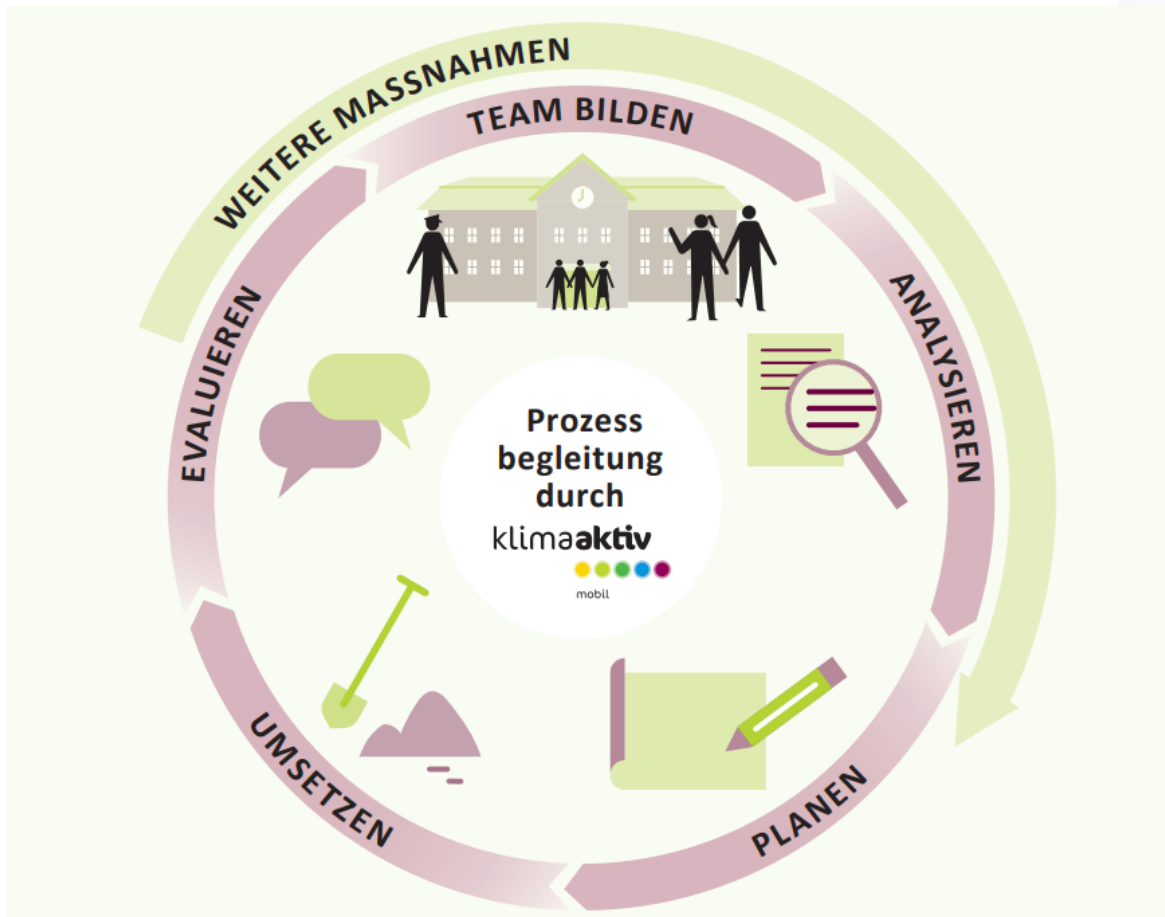 WEITERE MASSNAHMEN
TEAM BILDEN
ANALYSIEREN
PLANEN
UMSETZEN
EVALUIEREN
Prozess
begleitung
durch
klimaaktiv
mobil